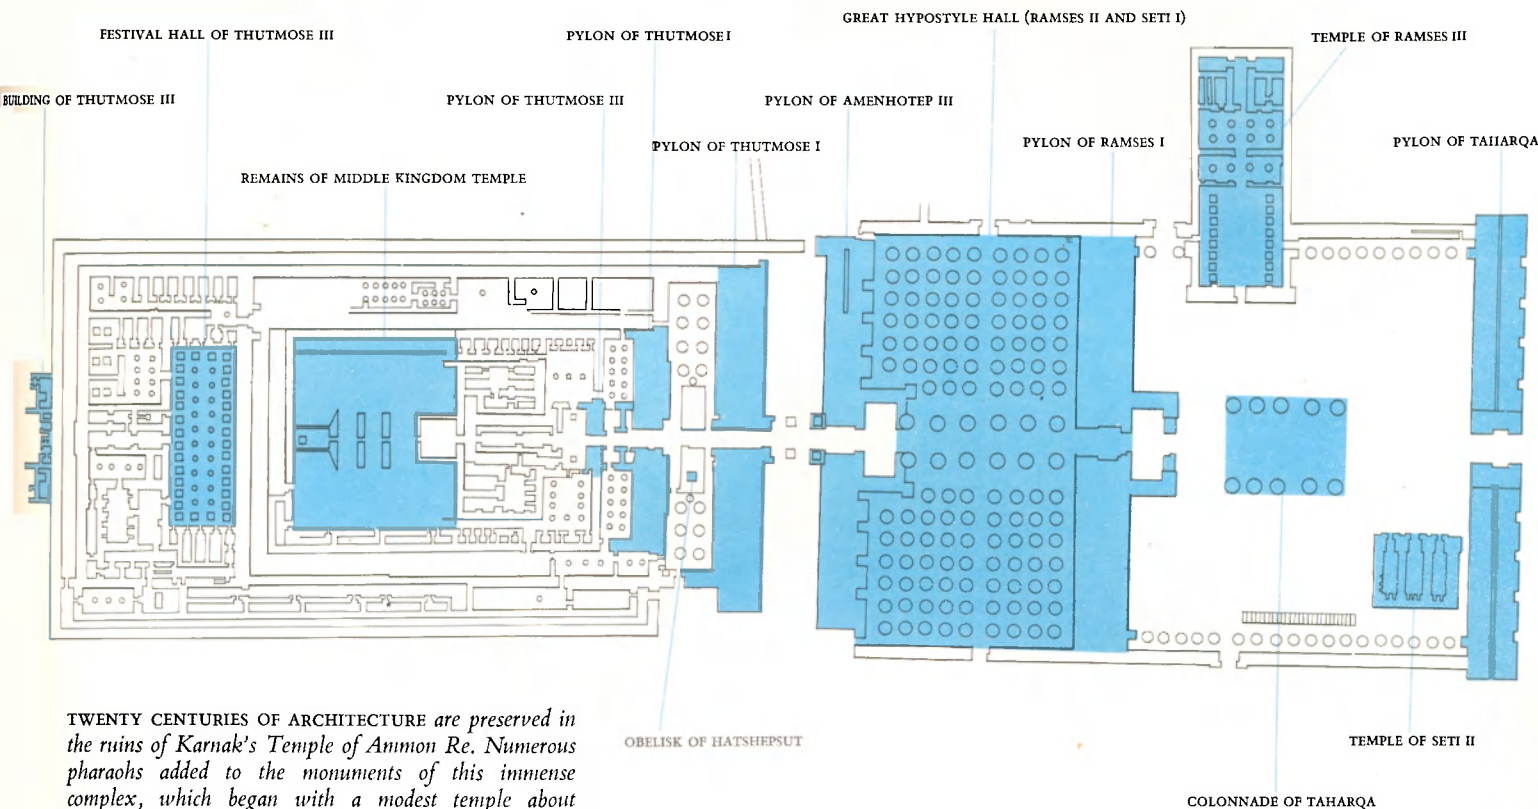 GREAT HYPOSTYLE HALL (RAMSES II AND SETI I)
FESTIVAL HALL OF THUTMOSE III
PYLON OF THUTMOSE I
TEMPLE OF RAMSES III
BUILDING OF THUTMOSE III
PYLON OF THUTMOSE III
PYLON OF AMENHOTEP III
PYLON OF THUTMOSE I
PYLON OF RAMSES I
PYLON OF TAHARQA
REMAINS OF MIDDLE KINGDOM TEMPLE
OBELISK OF HATSHEPSUT
TEMPLE OF SETI II
COLONNADE OF TAHARQA
TWENTY CENTURIES OF ARCHITECTURE are preserved in
the ruins of Karnak's Temple of Ammon Re. Numerous
pharaohs added to the monuments of this immense
complex, which began with a modest temple about